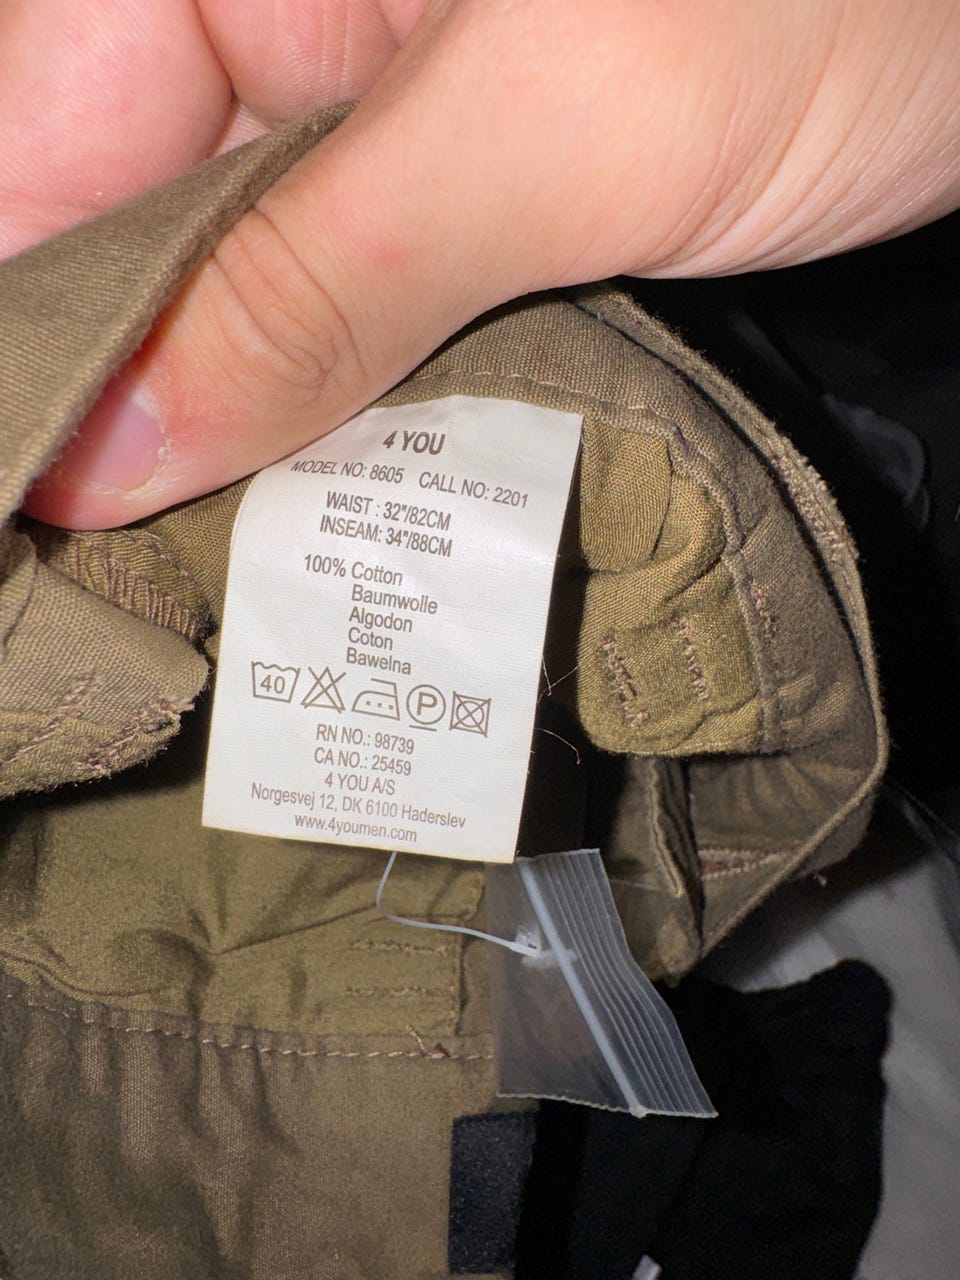 4 YOU
MODEL NO: 8605 CALL NO: 2201
WAIST : 32"/82CM
INSEAM: 34"/88CM
100% Cotton
Baumwolle
Algodon
Coton
Bawelna
40 P
RN NO.: 98739
CA NO.: 25459
4 YOU A/S
Norgesvej 12, DK 6100 Haderslev
www.4youmen.com